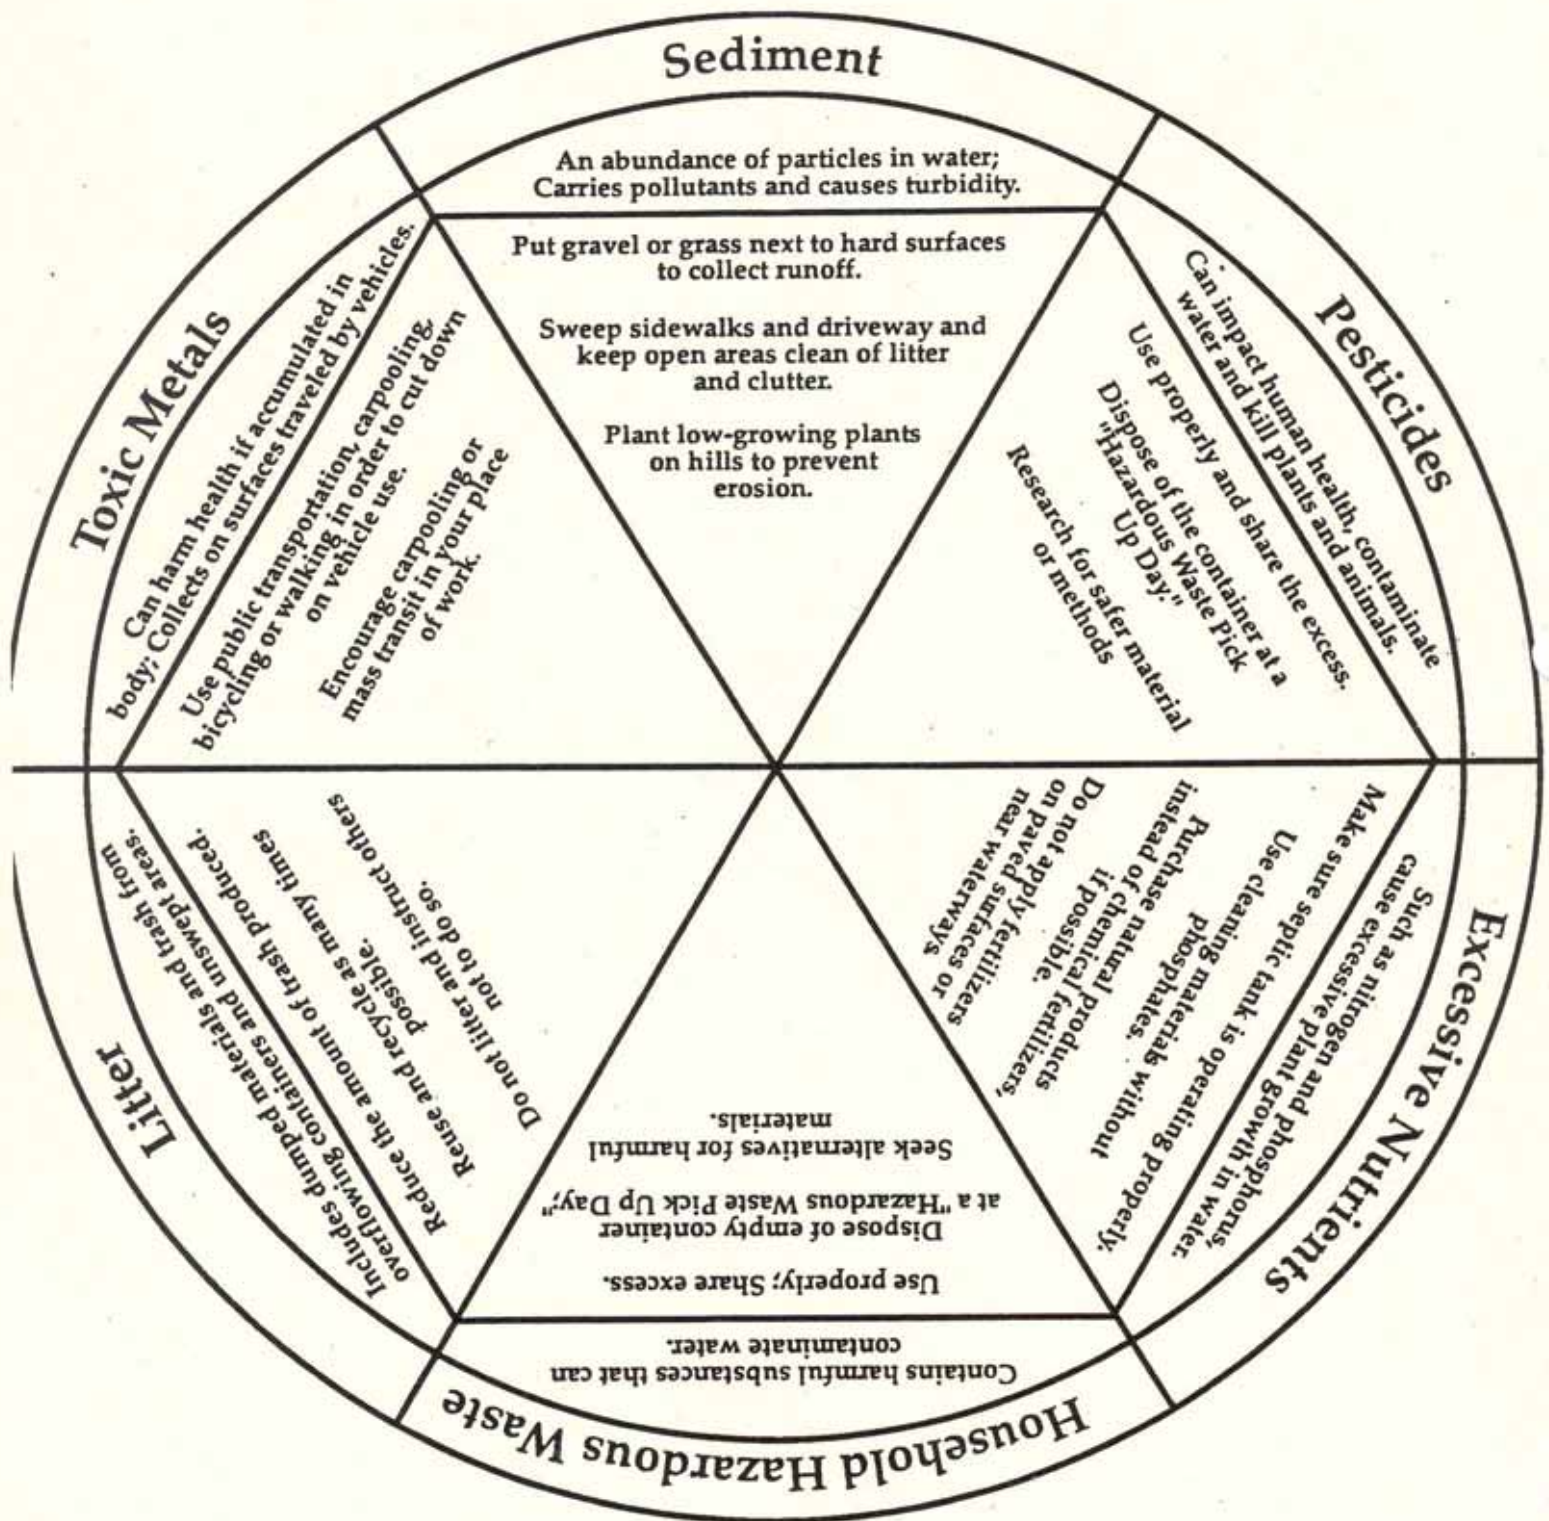 Sediment
An abundance of particles in water;
Carries pollutants and causes turbidity.
Put gravel or grass next to hard surfaces
to collect runoff.
Sweep sidewalks and driveway and
keep open areas clean of litter
and clutter.
Plant low-growing plants
on hills to prevent
erosion.
Pesticides
Can impact human health, contaminate
water and kill plants and animals.
Use properly and share the excess.
Dispose of the container at a
"Hazardous Waste Pick
Up Day."
Research for safer material
or methods
Excessive Nutrients
Such as nitrogen and phosphorus,
cause excessive plant growth in water.
Make sure septic tank is operating properly.
Use cleaning materials without
phosphates.
Purchase natural products
instead of chemical fertilizers,
if possible.
Do not apply fertilizers
on paved surfaces or
near waterways.
Household Hazardous Waste
Contains harmful substances that can
contaminate water.
Use properly; Share excess.
Dispose of empty container
at a "Hazardous Waste Pick Up Day;"
Seek alternatives for harmful
materials.
Litter
Includes dumped materials and trash from
overflowing containers and unswept areas.
Reduce the amount of trash produced.
Reuse and recycle as many times
possible.
Do not litter and instruct others
not to do so.
Toxic Metals
Can harm health if accumulated in
body; Collects on surfaces traveled by vehicles.
Use public transportation, carpooling,
bicycling or walking in order to cut down
on vehicle use.
Encourage carpooling or
mass transit in your place
of work.